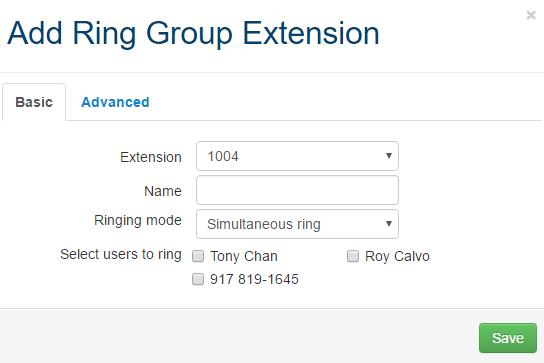 Add Ring Group Extension
×
Basic Advanced
Extension 1004
Name
Ringing mode Simultaneous ring
Select users to ring Tony Chan Roy Calvo
917 819-1645
Save